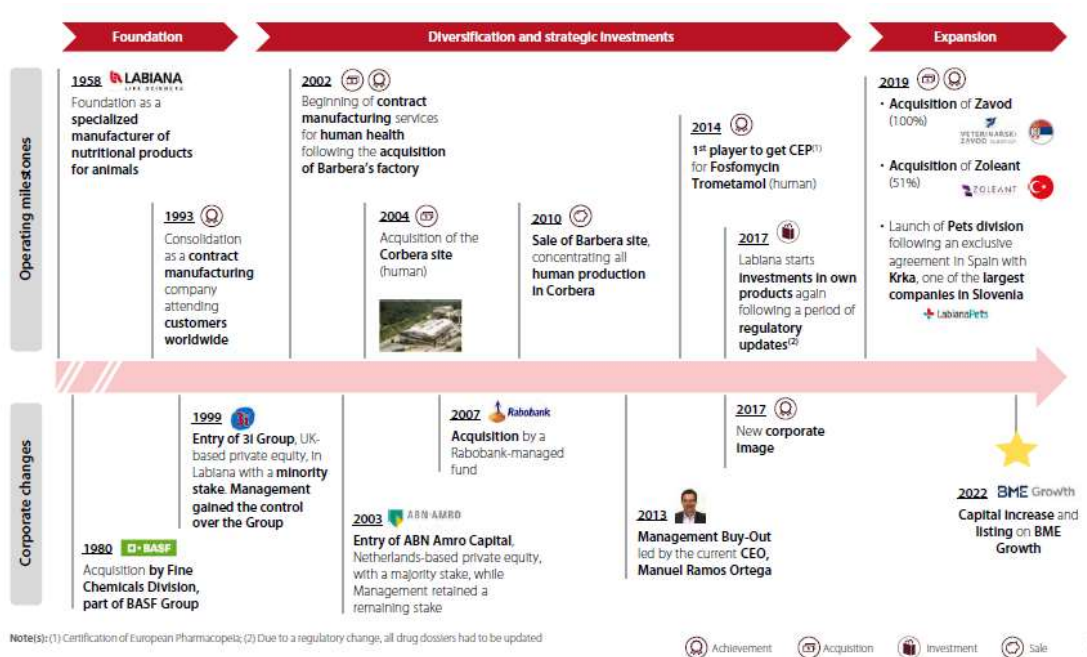 Foundation
Diversification and strategic investments
Expansion
Operating milestones
1958 LABIANA
LIFE SCIENCES
Foundation as a
specialized
manufacturer of
nutritional products
for animals
1993
Consolidation
as a contract
manufacturing
company
attending
customers
worldwide
2002
Beginning of contract
manufacturing services
for human health
following the acquisition
of Barbera's factory
2004
Acquisition of the
Corbera site
(human)
2010
Sale of Barbera site,
concentrating all
human production
in Corbera
2014
1st player to get CEP(1)
for Fosfomycin
Trometamol (human)
2017
Labiana starts
investments in own
products again
following a period of
regulatory
updates(2)
2019
• Acquisition of Zavod
(100%)
VETERINARSKI
ZAVOD
• Acquisition of Zoleant
(51%)
ZOLEANT
• Launch of Pets division
following an exclusive
agreement in Spain with
Krka, one of the largest
companies in Slovenia
LabianaPets
Corporate changes
1980 BASF
Acquisition by Fine
Chemicals Division,
part of BASF Group
1999 3i
Entry of 3i Group, UK-
based private equity, in
Labiana with a minority
stake. Management
gained the control
over the Group
2003 ABN·AMRO
Entry of ABN Amro Capital,
Netherlands-based private equity,
with a majority stake, while
Management retained a
remaining stake
2007 Rabobank
Acquisition by a
Rabobank-managed
fund
2013
Management Buy-Out
led by the current CEO,
Manuel Ramos Ortega
2017
New corporate
image
2022 BME Growth
Capital increase and
listing on BME
Growth
Note(s): (1) Certification of European Pharmacopeia; (2) Due to a regulatory change, all drug dossiers had to be updated
Achievement
Acquisition
Investment
Sale